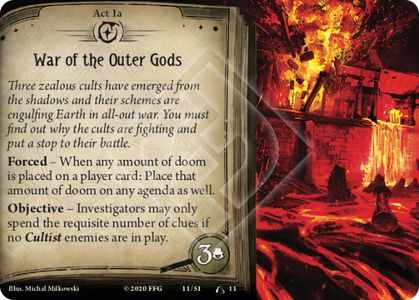 Act 1a
War of the Outer Gods
Three zealous cults have emerged from
the shadows and their schemes are
engulfing Earth in all-out war. You must
find out why the cults are fighting and
put a stop to their battle.
Forced – When any amount of doom
is placed on a player card: Place that
amount of doom on any agenda as well.
Objective – Investigators may only
spend the requisite number of clues if
no Cultist enemies are in play.
3
Illus. Michal Milkowski
©2020 FFG
11/51
11